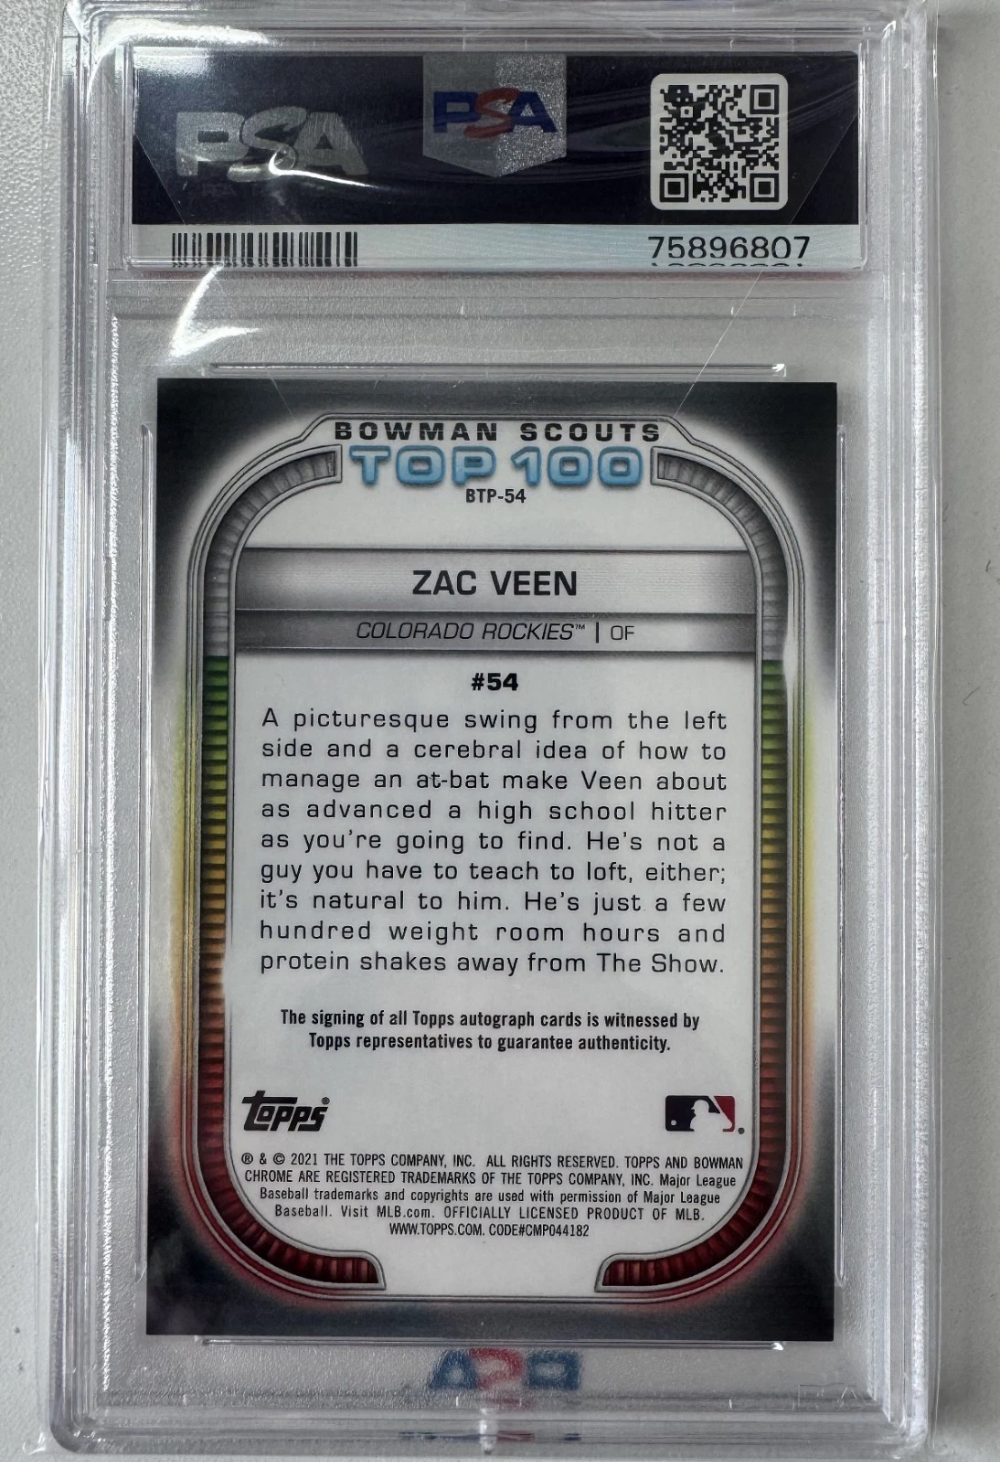 PSA
PSA
75896807
BOWMAN SCOUTS
TOP 100
BTP-54
ZAC VEEN
COLORADO ROCKIES™ | OF
#54
A picturesque swing from the left
side and a cerebral idea of how to
manage an at-bat make Veen about
as advanced a high school hitter
as you're going to find. He's not a
guy you have to teach to loft, either;
it's natural to him. He's just a few
hundred weight room hours and
protein shakes away from The Show.
The signing of all Topps autograph cards is witnessed by
Topps representatives to guarantee authenticity.
Topps®
® & © 2021 THE TOPPS COMPANY, INC. ALL RIGHTS RESERVED. TOPPS AND BOWMAN
CHROME ARE REGISTERED TRADEMARKS OF THE TOPPS COMPANY, INC. Major League
Baseball trademarks and copyrights are used with permission of Major League
Baseball. Visit MLB.com. OFFICIALLY LICENSED PRODUCT OF MLB.
WWW.TOPPS.COM. CODE#CMP044182
PSA